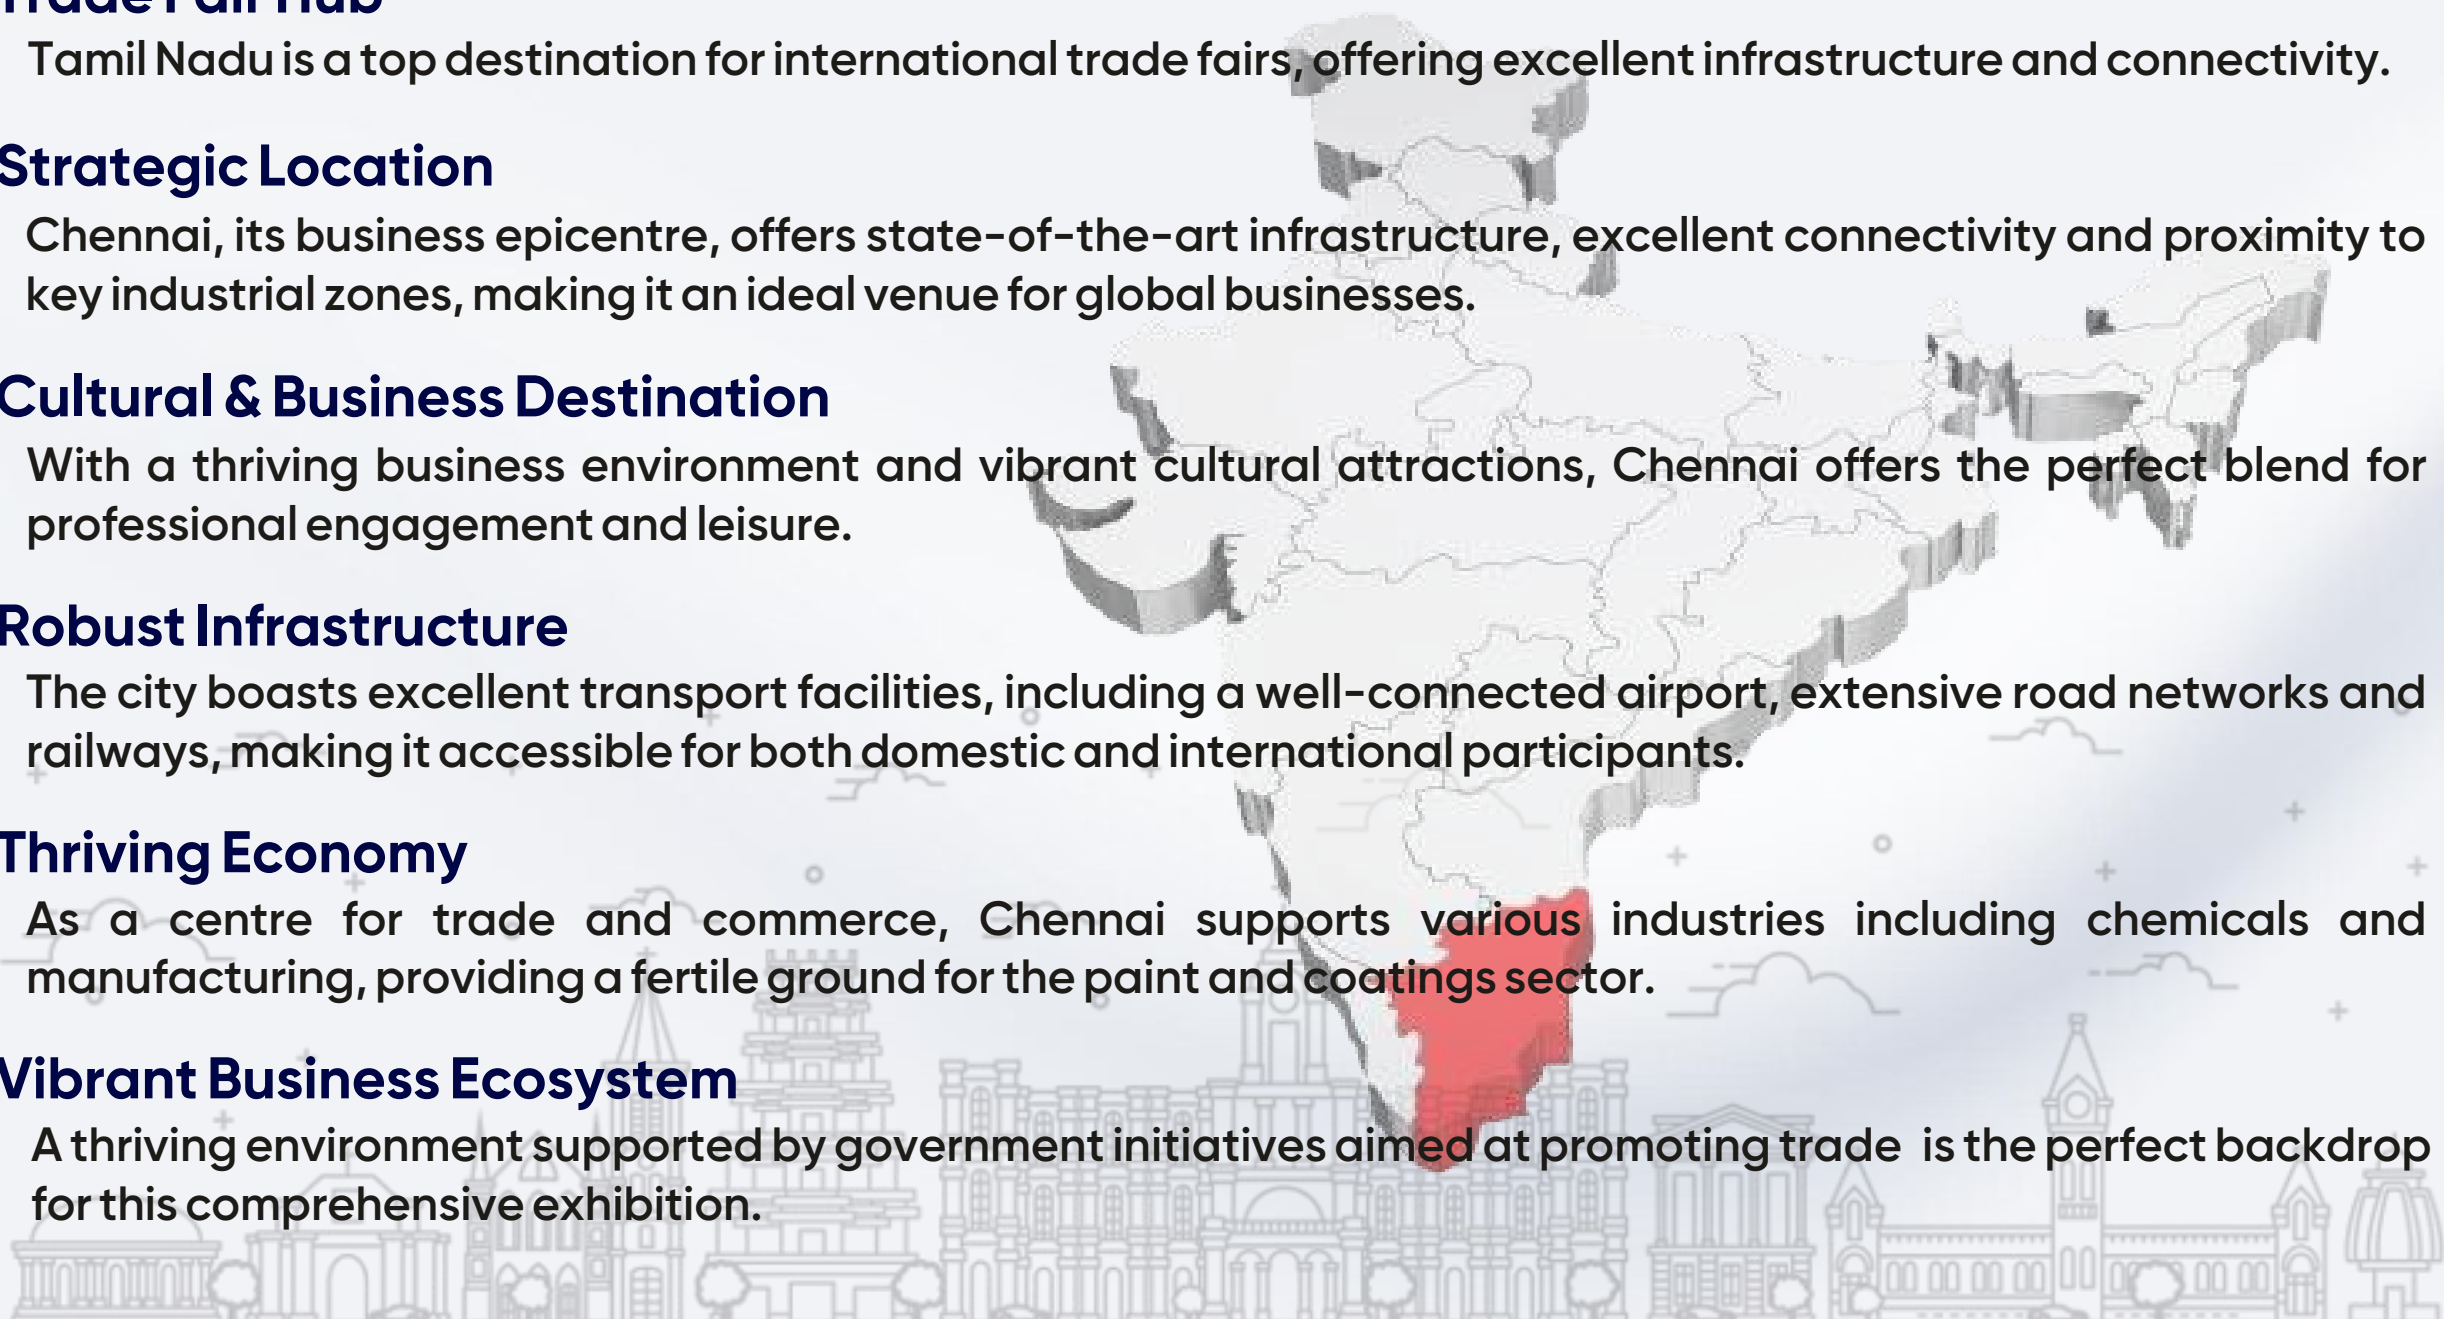 Trade Fair Hub
Tamil Nadu is a top destination for international trade fairs, offering excellent infrastructure and connectivity.
Strategic Location
Chennai, its business epicentre, offers state-of-the-art infrastructure, excellent connectivity and proximity to
key industrial zones, making it an ideal venue for global businesses.
Cultural & Business Destination
With a thriving business environment and vibrant cultural attractions, Chennai offers the perfect blend for
professional engagement and leisure.
Robust Infrastructure
The city boasts excellent transport facilities, including a well-connected airport, extensive road networks and
railways, making it accessible for both domestic and international participants.
Thriving Economy
As a centre for trade and commerce, Chennai supports various industries including chemicals and
manufacturing, providing a fertile ground for the paint and coatings sector.
Vibrant Business Ecosystem
A thriving environment supported by government initiatives aimed at promoting trade is the perfect backdrop
for this comprehensive exhibition.